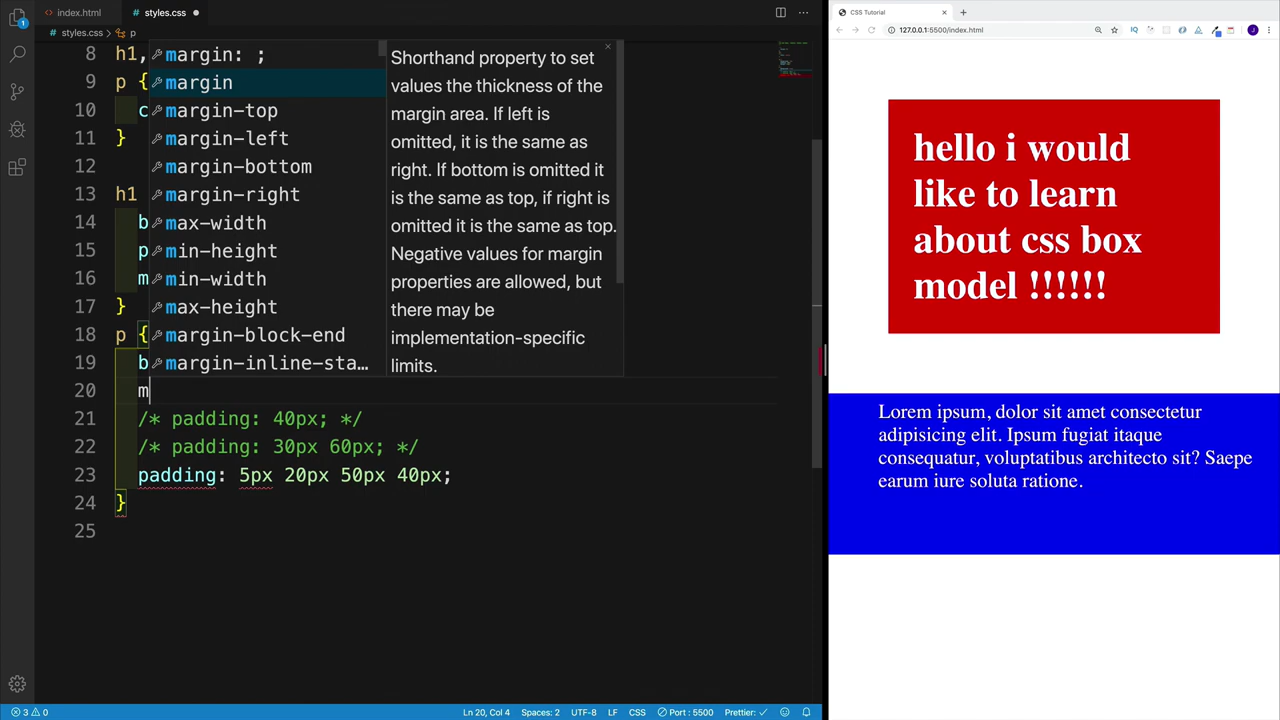 index.html
styles.css
styles.css > p
8 h1,
9 p {
10 c
11 }
12
13 h1
14 b
15 p
16 m
17 }
18 p {
19 b
20 m
21 /* padding: 40px; */
22 /* padding: 30px 60px; */
23 padding: 5px 20px 50px 40px;
24 }
25
margin: ;
margin
margin-top
margin-left
margin-bottom
margin-right
max-width
min-height
min-width
max-height
margin-block-end
margin-inline-sta…
Shorthand property to set
values the thickness of the
margin area. If left is
omitted, it is the same as
right. If bottom is omitted it
is the same as top, if right is
omitted it is the same as top.
Negative values for margin
properties are allowed, but
there may be
implementation-specific
limits.
1
3 0
Ln 20, Col 4 Spaces: 2 UTF-8 LF CSS Port : 5500 Prettier:
CSS Tutorial
127.0.0.1:5500/index.html
IQ
J
hello i would
like to learn
about css box
model !!!!!!
Lorem ipsum, dolor sit amet consectetur
adipisicing elit. Ipsum fugiat itaque
consequatur, voluptatibus architecto sit? Saepe
earum iure soluta ratione.